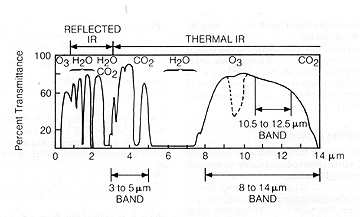 REFLECTED
IR
THERMAL IR
O3 H2O H2O CO2 H2O O3 CO2
CO2 CO2
Percent Transmittance
100
60
20
10.5 to 12.5 μm
BAND
0 2 4 6 8 10 12 14 μm
3 to 5 μm
BAND
8 to 14 μm
BAND